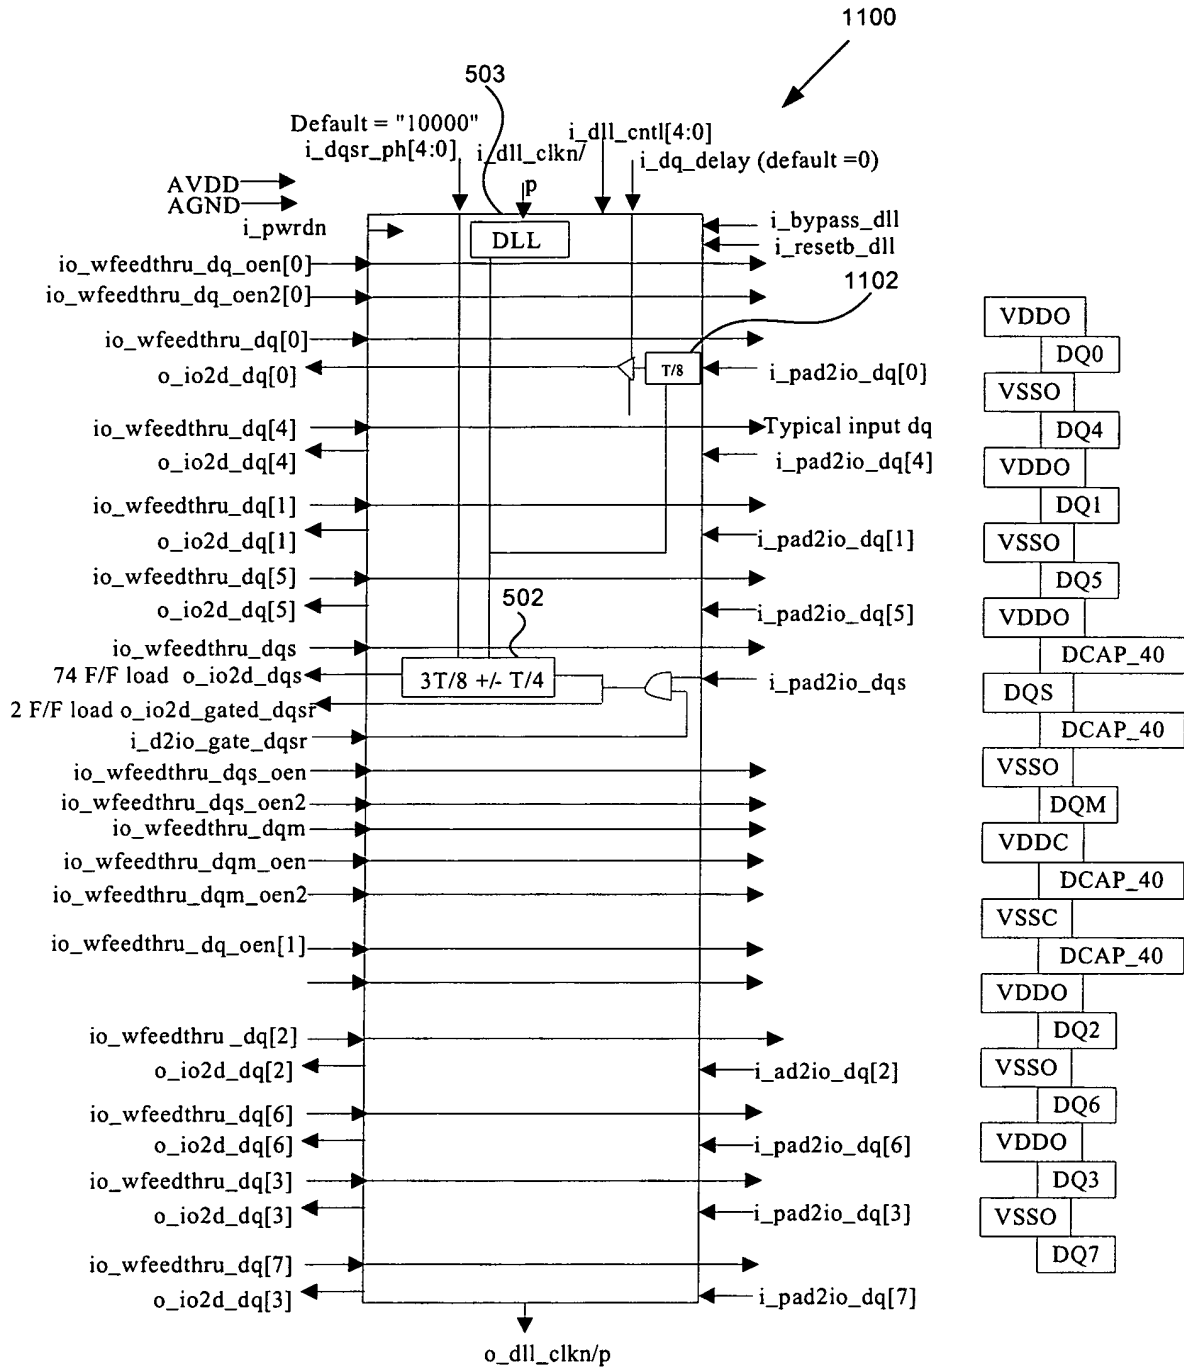 1100
503
Default = "10000"
i_dqsr_ph[4:0]
i_dll_clkn/
p
i_dll_cntl[4:0]
i_dq_delay (default =0)
AVDD
AGND
i_pwrdn
DLL
i_bypass_dll
i_resetb_dll
io_wfeedthru_dq_oen[0]
1102
io_wfeedthru_dq_oen2[0]
VDDO
io_wfeedthru_dq[0]
DQ0
o_io2d_dq[0]
T/8
i_pad2io_dq[0]
VSSO
io_wfeedthru_dq[4]
Typical input dq
DQ4
o_io2d_dq[4]
i_pad2io_dq[4]
VDDO
io_wfeedthru_dq[1]
DQ1
o_io2d_dq[1]
i_pad2io_dq[1]
VSSO
io_wfeedthru_dq[5]
DQ5
o_io2d_dq[5]
502
i_pad2io_dq[5]
VDDO
io_wfeedthru_dqs
DCAP_40
74 F/F load o_io2d_dqs
3T/8 +/- T/4
i_pad2io_dqs
DQS
2 F/F load o_io2d_gated_dqsr
DCAP_40
i_d2io_gate_dqsr
io_wfeedthru_dqs_oen
VSSO
io_wfeedthru_dqs_oen2
DQM
io_wfeedthru_dqm
VDDC
io_wfeedthru_dqm_oen
DCAP_40
io_wfeedthru_dqm_oen2
VSSC
io_wfeedthru_dq_oen[1]
DCAP_40
VDDO
io_wfeedthru _dq[2]
DQ2
o_io2d_dq[2]
i_ad2io_dq[2]
VSSO
io_wfeedthru_dq[6]
DQ6
o_io2d_dq[6]
i_pad2io_dq[6]
VDDO
io_wfeedthru_dq[3]
DQ3
o_io2d_dq[3]
i_pad2io_dq[3]
VSSO
io_wfeedthru_dq[7]
DQ7
o_io2d_dq[3]
i_pad2io_dq[7]
o_dll_clkn/p